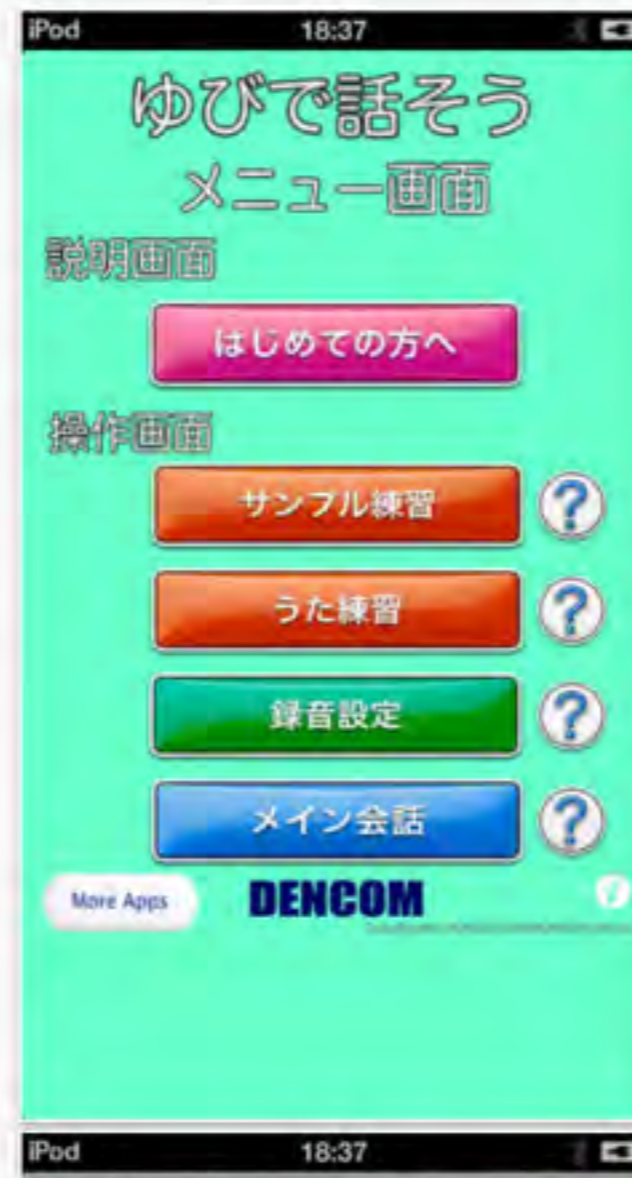 iPod 18:37
ゆびで話そう
メニュー画面
説明画面
はじめての方へ
操作画面
サンプル練習 ?
うた練習 ?
録音設定 ?
メイン会話 ?
More Apps DENCOM i
iPod 18:37